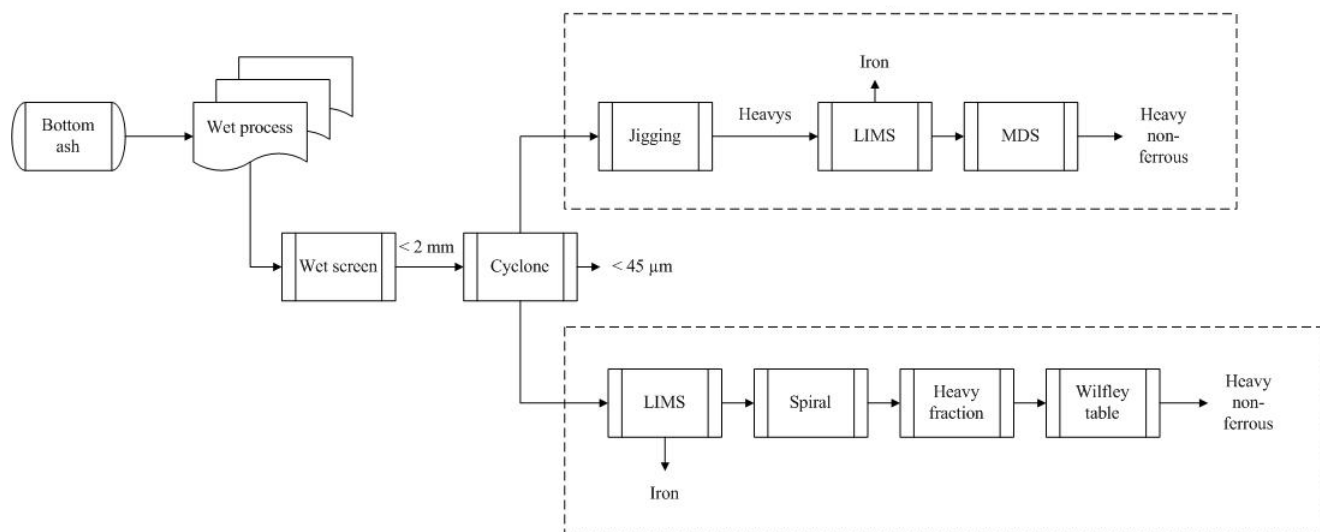 Bottom
ash
Wet process
Wet screen
< 2 mm
Cyclone
< 45 µm
Jigging
Heavys
Iron
LIMS
MDS
Heavy
non-
ferrous
LIMS
Iron
Spiral
Heavy
fraction
Wilfley
table
Heavy
non-
ferrous